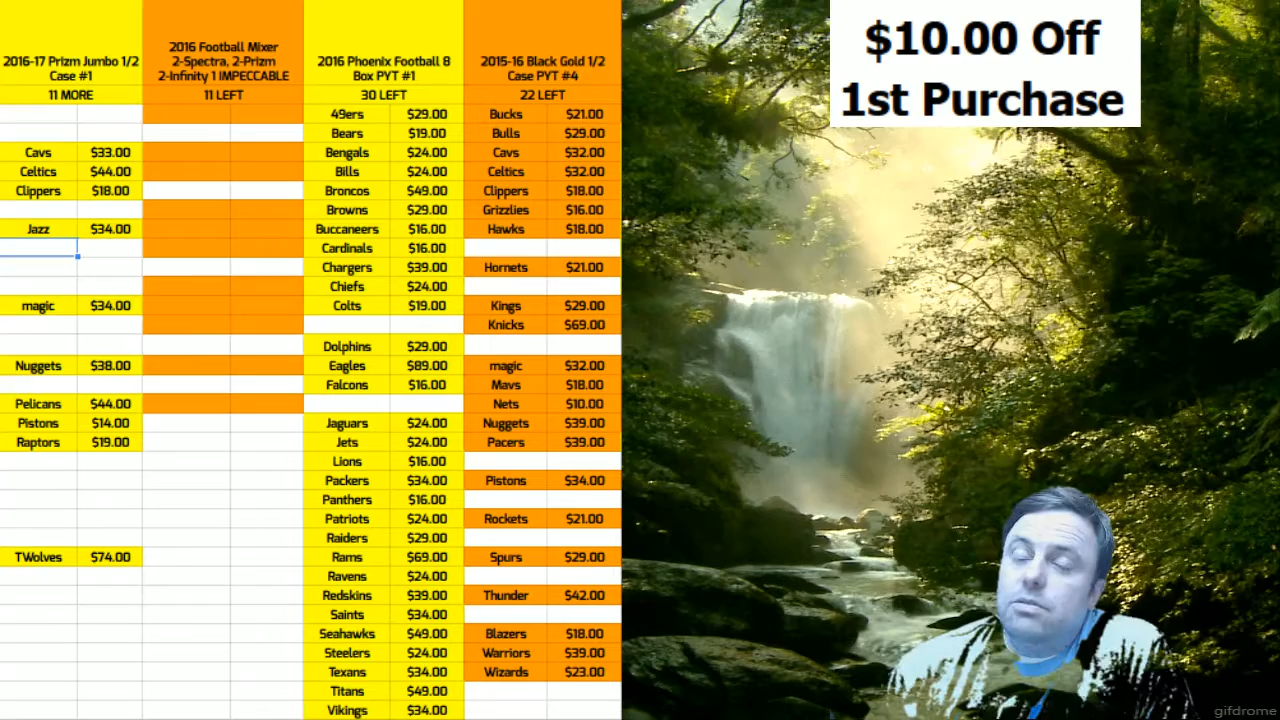 2016-17 Prizm Jumbo 1/2
Case #1
11 MORE
Cavs $33.00
Celtics $44.00
Clippers $18.00
Jazz $34.00
magic $34.00
Nuggets $38.00
Pelicans $44.00
Pistons $14.00
Raptors $19.00
TWolves $74.00
2016 Football Mixer
2-Spectra, 2-Prizm
2-Infinity 1 IMPECCABLE
11 LEFT
2016 Phoenix Football 8
Box PYT #1
30 LEFT
49ers $29.00
Bears $19.00
Bengals $24.00
Bills $24.00
Broncos $49.00
Browns $29.00
Buccaneers $16.00
Cardinals $16.00
Chargers $39.00
Chiefs $24.00
Colts $19.00
Dolphins $29.00
Eagles $89.00
Falcons $16.00
Jaguars $24.00
Jets $24.00
Lions $16.00
Packers $34.00
Panthers $16.00
Patriots $24.00
Raiders $29.00
Rams $69.00
Ravens $24.00
Redskins $39.00
Saints $34.00
Seahawks $49.00
Steelers $24.00
Texans $34.00
Titans $49.00
Vikings $34.00
2015-16 Black Gold 1/2
Case PYT #4
22 LEFT
Bucks $21.00
Bulls $29.00
Cavs $32.00
Celtics $32.00
Clippers $18.00
Grizzlies $16.00
Hawks $18.00
Hornets $21.00
Kings $29.00
Knicks $69.00
magic $32.00
Mavs $18.00
Nets $10.00
Nuggets $39.00
Pacers $39.00
Pistons $34.00
Rockets $21.00
Spurs $29.00
Thunder $42.00
Blazers $18.00
Warriors $39.00
Wizards $23.00
$10.00 Off
1st Purchase
gifdrome